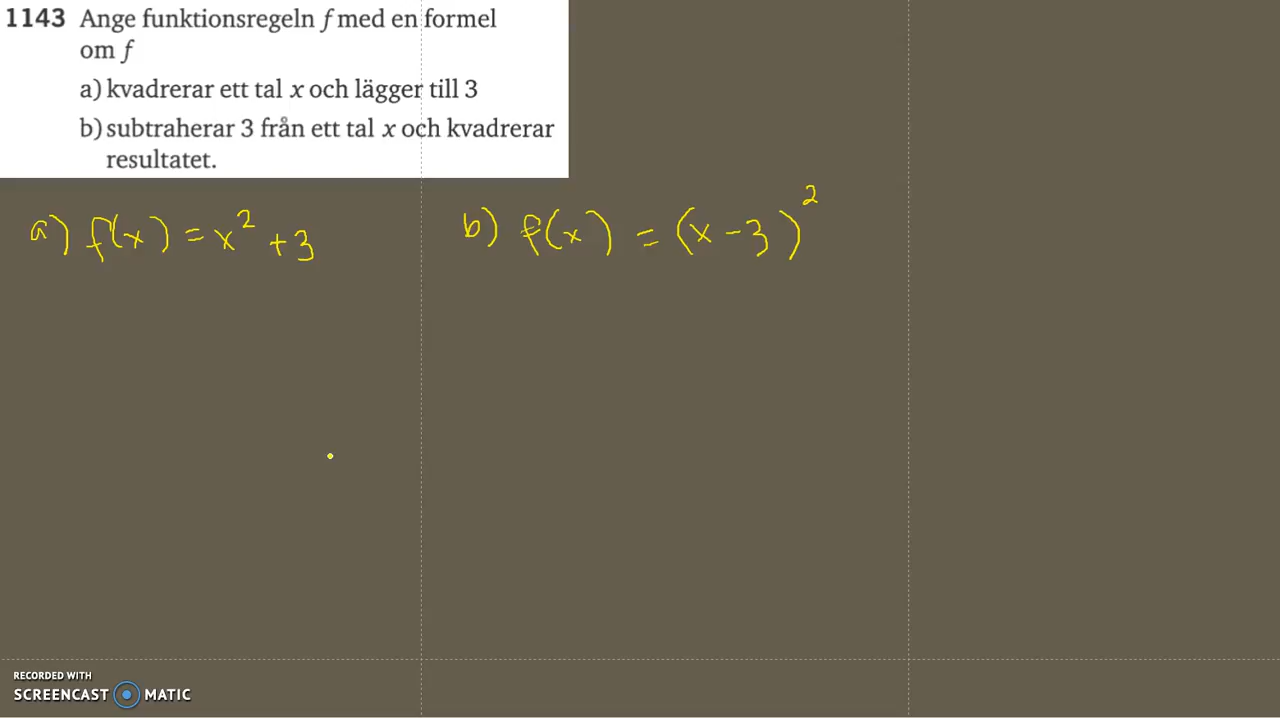 1143 Ange funktionsregeln f med en formel
om f
a) kvadrerar ett tal x och lägger till 3
b) subtraherar 3 från ett tal x och kvadrerar
resultatet.
a) f(x) = x² + 3
b) f(x) = (x - 3)²
RECORDED WITH
SCREENCAST MATIC